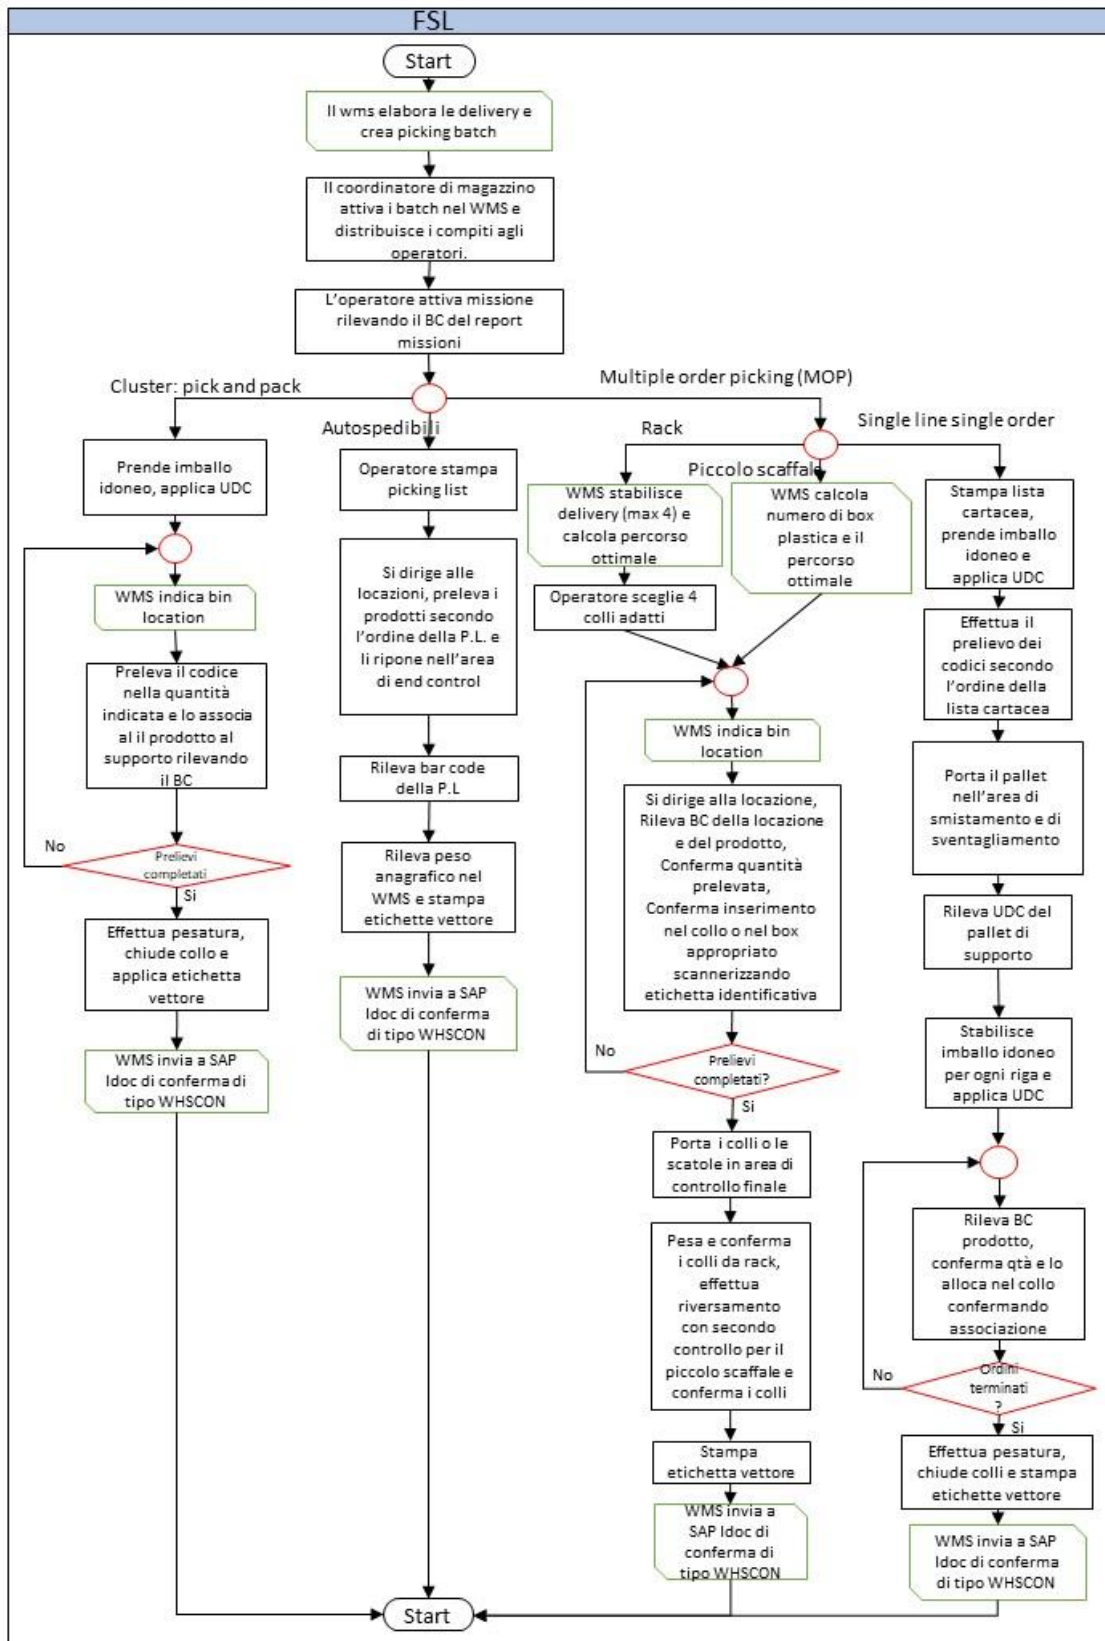 FSL
Start
Il wms elabora le delivery e
crea picking batch
Il coordinatore di magazzino
attiva i batch nel WMS e
distribuisce i compiti agli
operatori.
L'operatore attiva missione
rilevando il BC del report
missioni
Cluster: pick and pack
Prende imballo
idoneo, applica UDC
WMS indica bin
location
Preleva il codice
nella quantità
indicata e lo associa
al il prodotto al
supporto rilevando
il BC
No
Prelievi
completati
Si
Effettua pesatura,
chiude collo e
applica etichetta
vettore
WMS invia a SAP
Idoc di conferma di
tipo WHSCON
Autospedibili
Operatore stampa
picking list
Si dirige alle
locazioni, preleva i
prodotti secondo
l'ordine della P.L. e
li ripone nell'area
di end control
Rileva bar code
della P.L
Rileva peso
anagrafico nel
WMS e stampa
etichette vettore
WMS invia a SAP
Idoc di conferma
di tipo WHSCON
Multiple order picking (MOP)
Rack
WMS stabilisce
delivery (max 4) e
calcola percorso
ottimale
Operatore sceglie 4
colli adatti
Piccolo scaffale
WMS calcola
numero di box
plastica e il
percorso
ottimale
WMS indica bin
location
Si dirige alla locazione,
Rileva BC della locazione
e del prodotto,
Conferma quantità
prelevata,
Conferma inserimento
nel collo o nel box
appropriato
scannerizzando
etichetta identificativa
No
Prelievi
completati?
Si
Porta i colli o le
scatole in area di
controllo finale
Pesa e conferma
i colli da rack,
effettua
riversamento
con secondo
controllo per il
piccolo scaffale e
conferma i colli
Stampa
etichetta vettore
WMS invia a
SAP Idoc di
conferma di
tipo WHSCON
Single line single order
Stampa lista
cartacea,
prende imballo
idoneo e
applica UDC
Effettua il
prelievo dei
codici secondo
l'ordine della
lista cartacea
Porta il pallet
nell'area di
smistamento e di
sventagliamento
Rileva UDC del
pallet di
supporto
Stabilisce
imballo idoneo
per ogni riga e
applica UDC
Rileva BC
prodotto,
conferma qtà e lo
alloca nel collo
confermando
associazione
No
Ordini
terminati
?
Si
Effettua pesatura,
chiude colli e stampa
etichette vettore
WMS invia a SAP
Idoc di conferma
di tipo WHSCON
Start